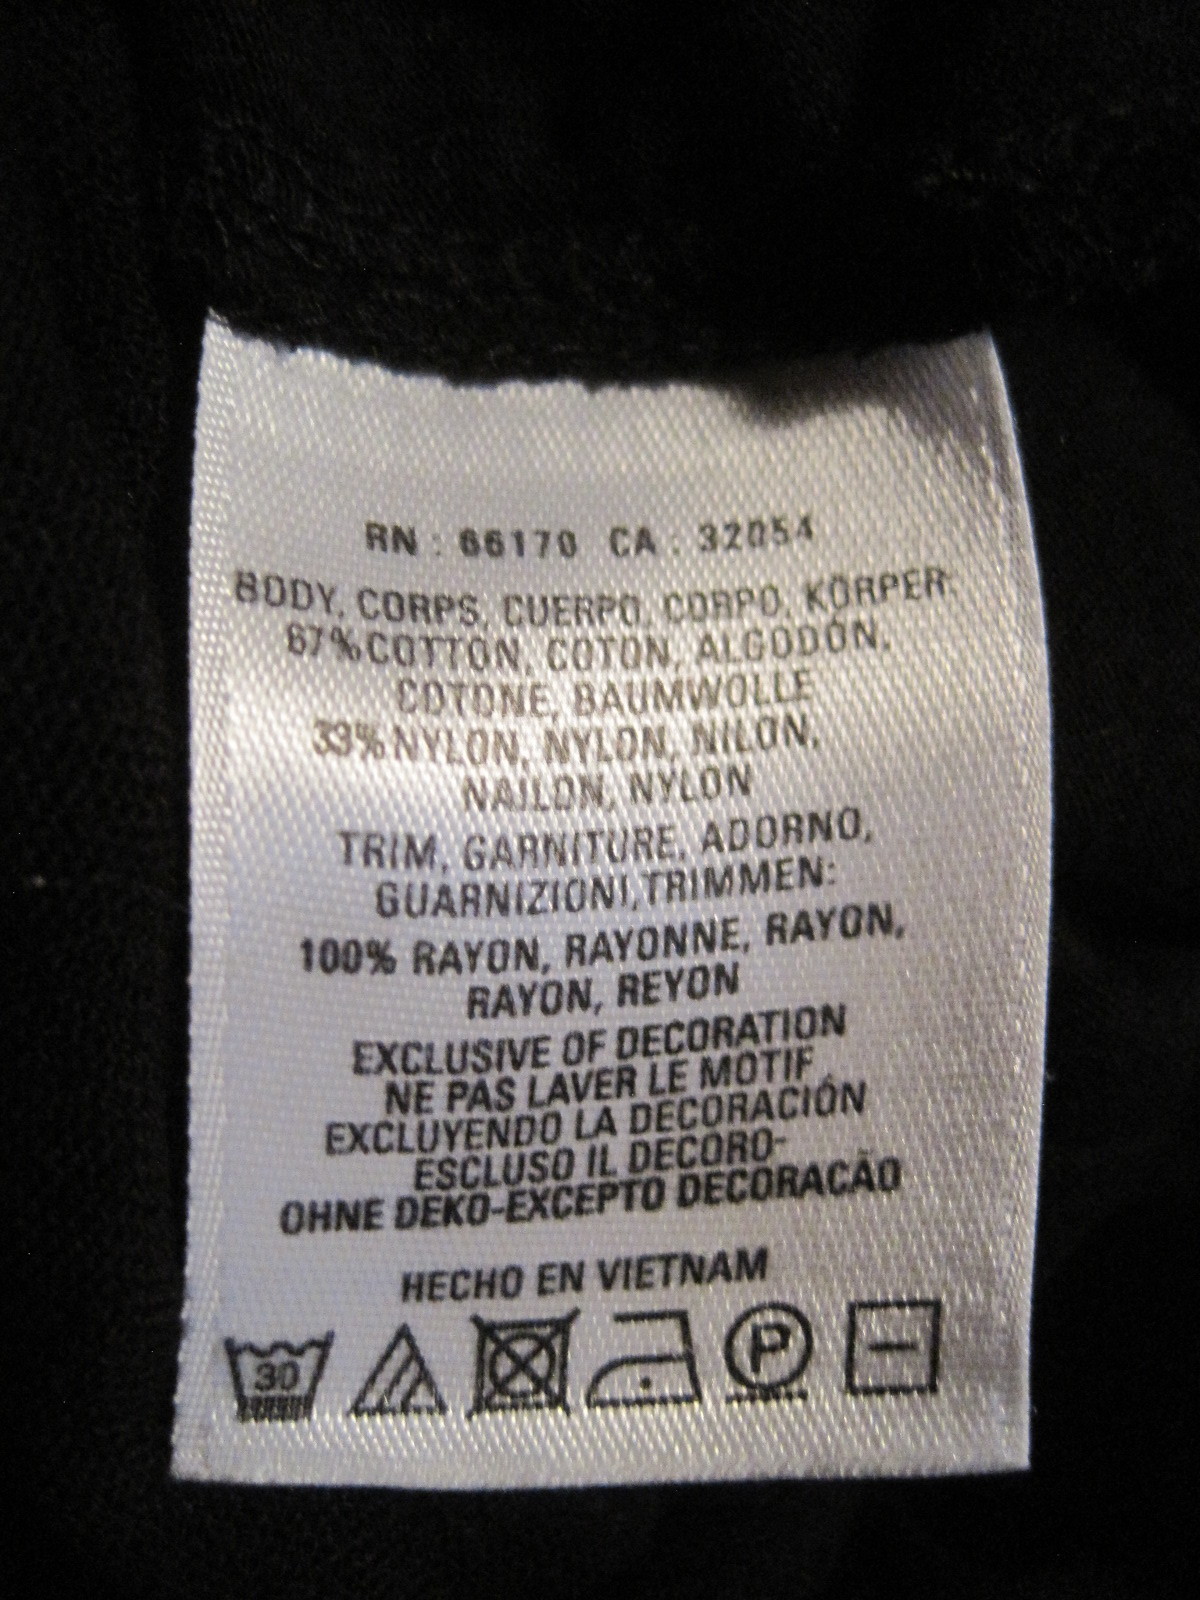 RN : 66170 CA : 32054
BODY, CORPS, CUERPO, CORPO, KÖRPER:
67%COTTON, COTON, ALGODÓN,
COTONE, BAUMWOLLE
33%NYLON, NYLON, NILON,
NAILON, NYLON
TRIM, GARNITURE, ADORNO,
GUARNIZIONI,TRIMMEN:
100% RAYON, RAYONNE, RAYON,
RAYON, REYON
EXCLUSIVE OF DECORATION
NE PAS LAVER LE MOTIF
EXCLUYENDO LA DECORACIÓN
ESCLUSO IL DECORO-
OHNE DEKO-EXCEPTO DECORACÃO
HECHO EN VIETNAM
30 P